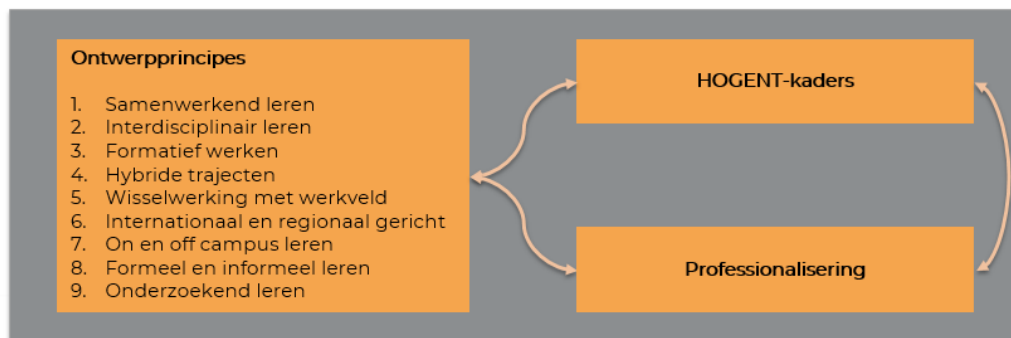 Ontwerpprincipes
1. Samenwerkend leren
2. Interdisciplinair leren
3. Formatief werken
4. Hybride trajecten
5. Wisselwerking met werkveld
6. Internationaal en regionaal gericht
7. On en off campus leren
8. Formeel en informeel leren
9. Onderzoekend leren
HOGENT-kaders
Professionalisering